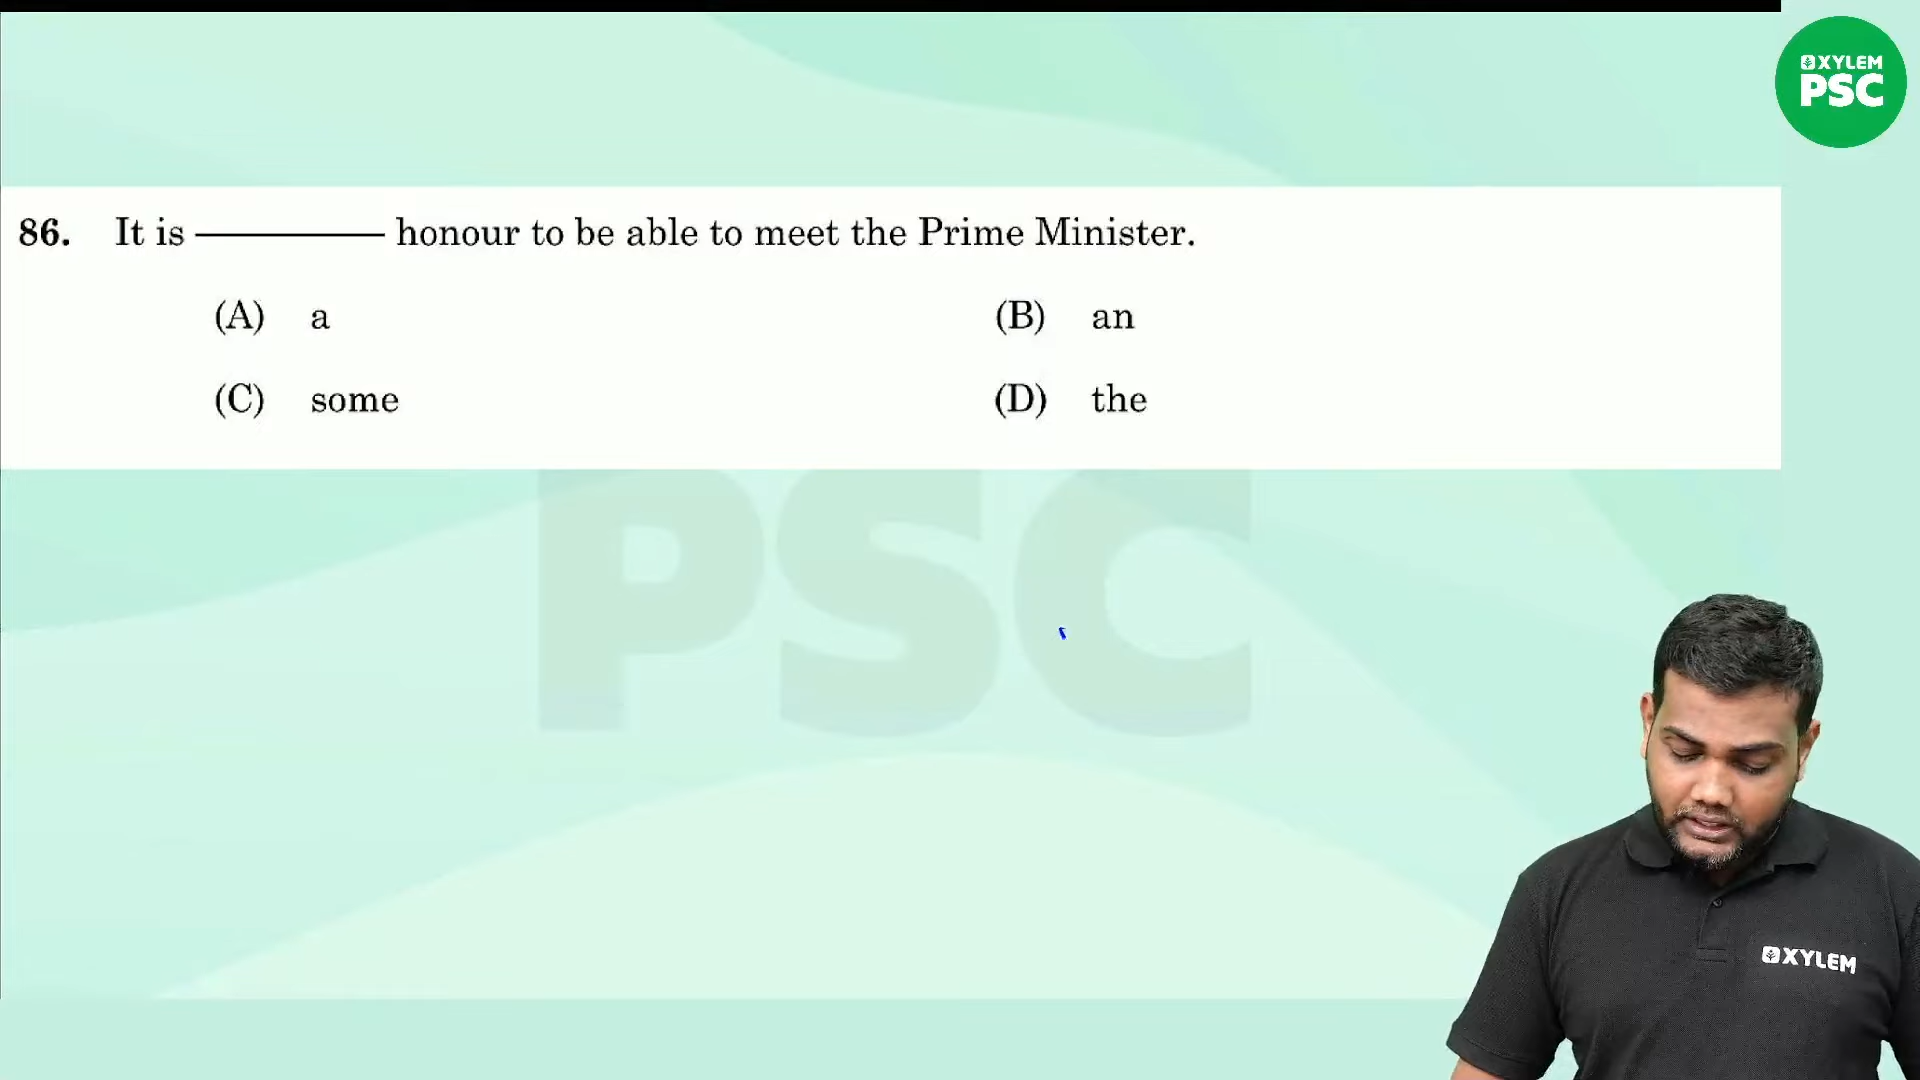 XYLEM
PSC
86. It is ———— honour to be able to meet the Prime Minister.
(A) a (B) an
(C) some (D) the
PSC
XYLEM